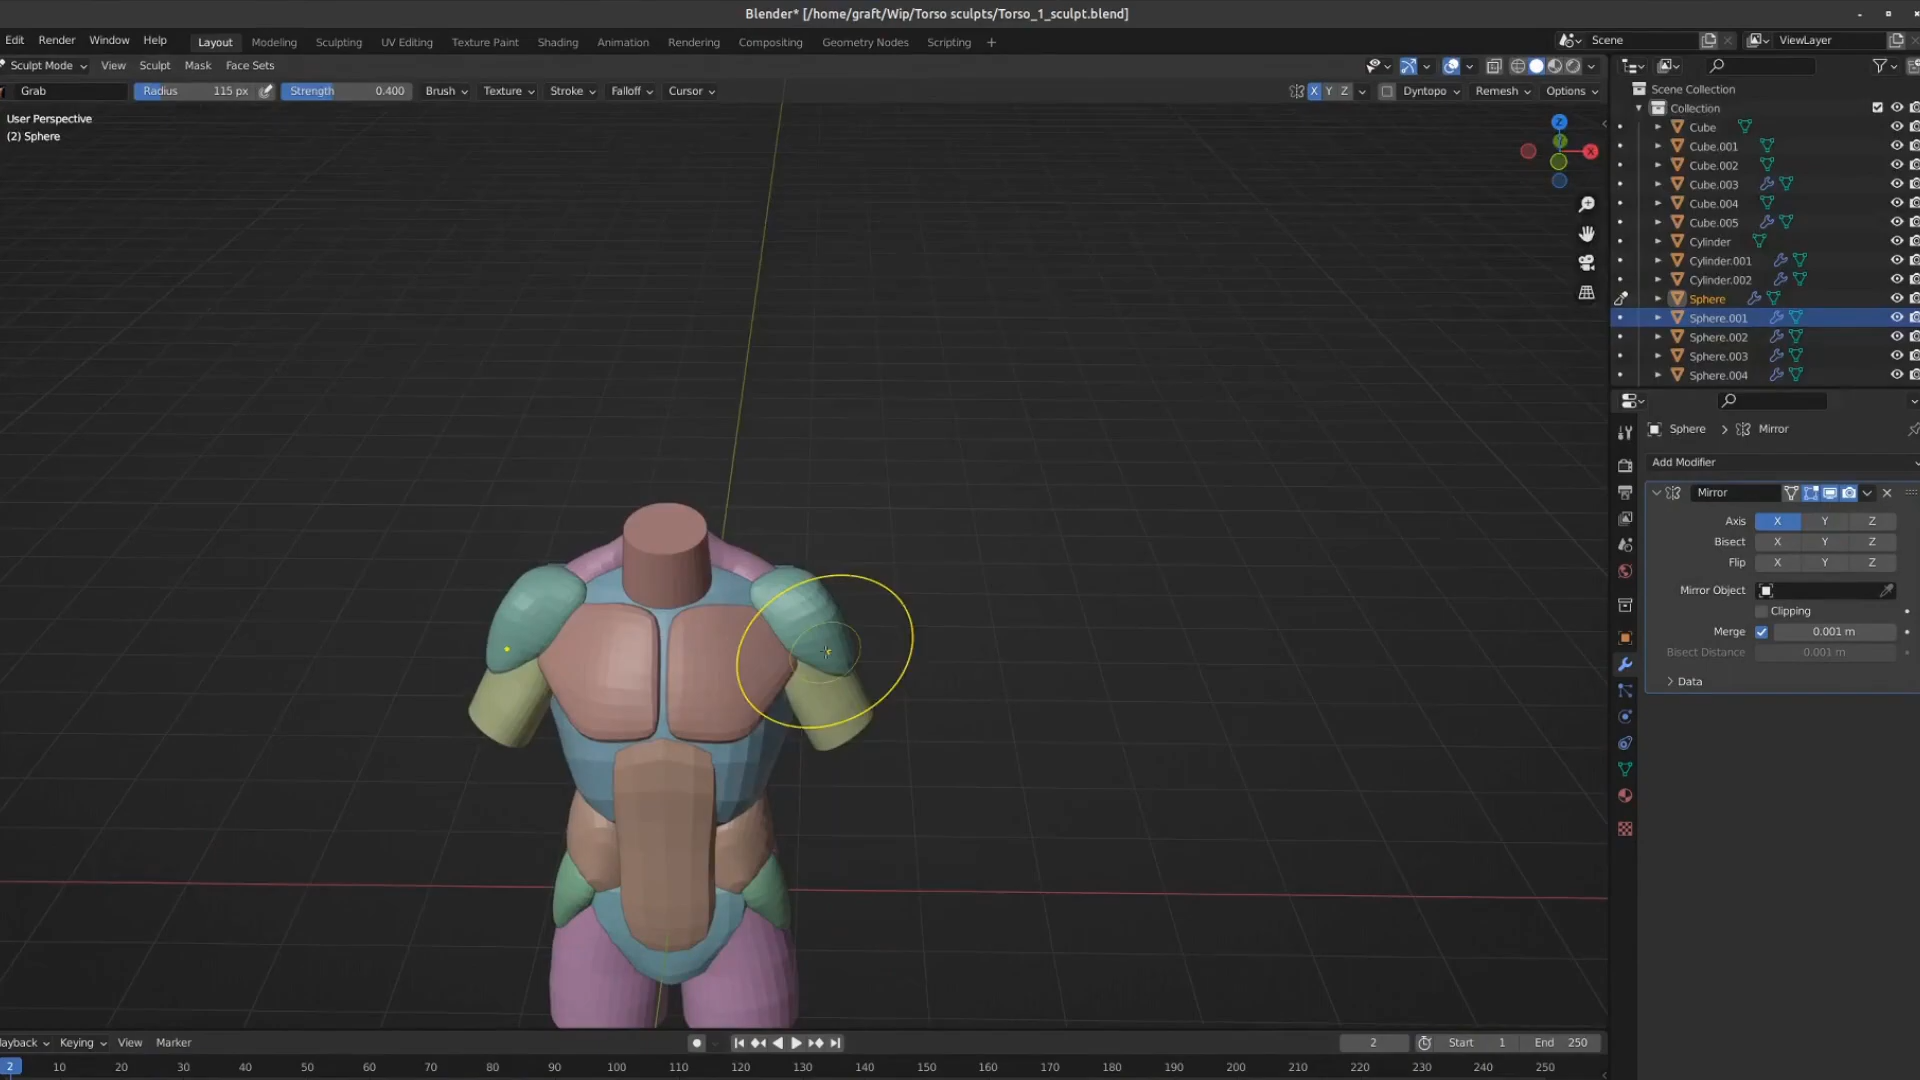 Blender* [/home/graft/Wip/Torso sculpts/Torso_1_sculpt.blend]
Edit Render Window Help Layout Modeling Sculpting UV Editing Texture Paint Shading Animation Rendering Compositing Geometry Nodes Scripting + Scene ViewLayer
Sculpt Mode View Sculpt Mask Face Sets
Grab Radius 115 px Strength 0.400 Brush Texture Stroke Falloff Cursor X Y Z Dyntopo Remesh Options
User Perspective
(2) Sphere
Z
X
Scene Collection
Collection
Cube
Cube.001
Cube.002
Cube.003
Cube.004
Cube.005
Cylinder
Cylinder.001
Cylinder.002
Sphere
Sphere.001
Sphere.002
Sphere.003
Sphere.004
Sphere > Mirror
Add Modifier
Mirror
Axis X Y Z
Bisect X Y Z
Flip X Y Z
Mirror Object
Clipping
Merge 0.001 m
Bisect Distance 0.001 m
Data
layback Keying View Marker 2 Start 1 End 250
2 10 20 30 40 50 60 70 80 90 100 110 120 130 140 150 160 170 180 190 200 210 220 230 240 250